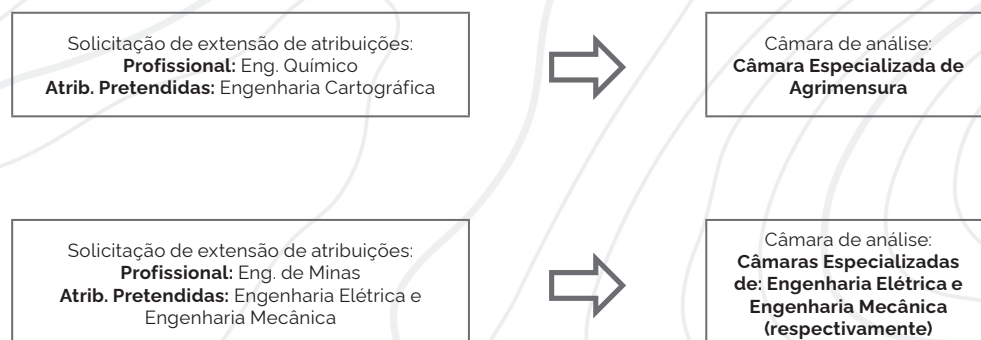 Solicitação de extensão de atribuições:
Profissional: Eng. Químico
Atrib. Pretendidas: Engenharia Cartográfica
Câmara de análise:
Câmara Especializada de
Agrimensura
Solicitação de extensão de atribuições:
Profissional: Eng. de Minas
Atrib. Pretendidas: Engenharia Elétrica e
Engenharia Mecânica
Câmara de análise:
Câmaras Especializadas
de: Engenharia Elétrica e
Engenharia Mecânica
(respectivamente)